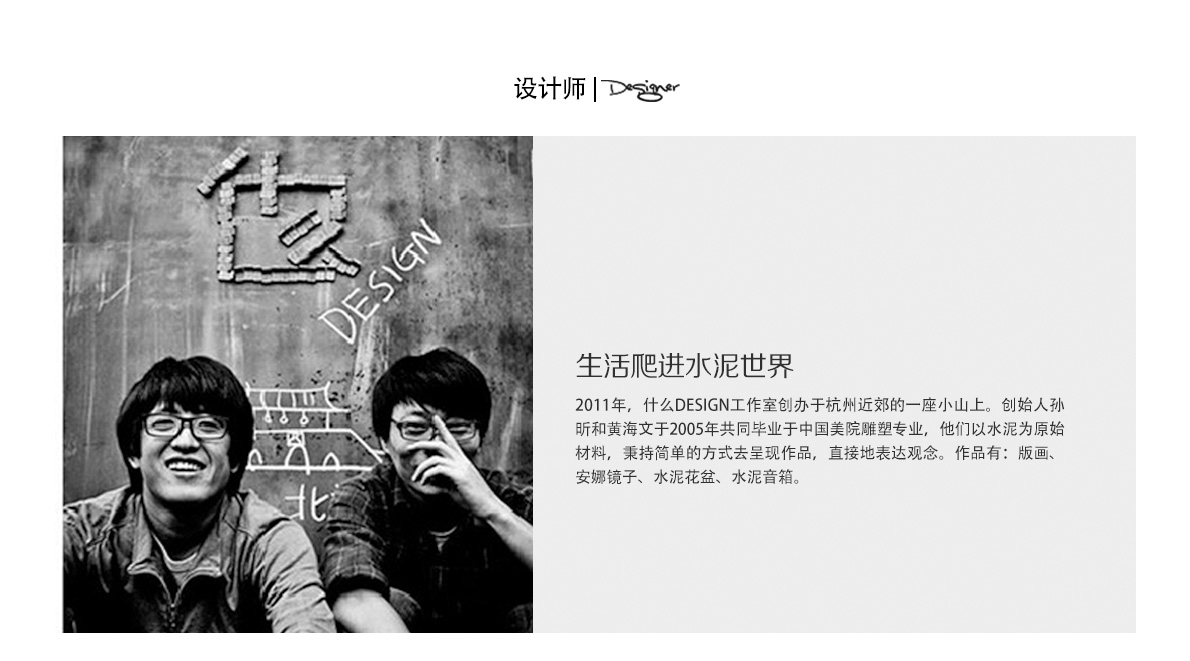 设计师 | Designer
DESIGN
北
生活爬进水泥世界
2011年，什么DESIGN工作室创办于杭州近郊的一座小山上。创始人孙
昕和黄海文于2005年共同毕业于中国美院雕塑专业，他们以水泥为原始
材料，秉持简单的方式去呈现作品，直接地表达观念。作品有：版画、
安娜镜子、水泥花盆、水泥音箱。